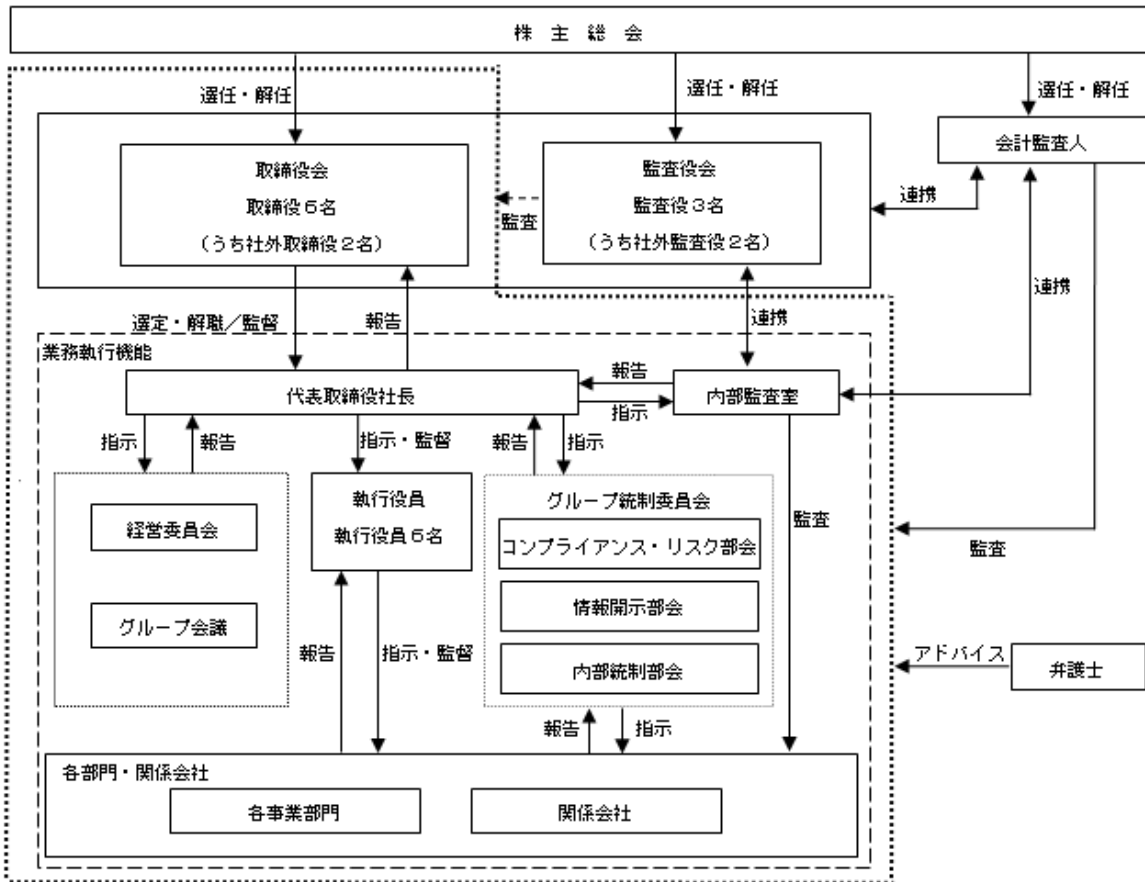 株 主 総 会
選任・解任
選任・解任
選任・解任
会計監査人
取締役会
取締役6名
(うち社外取締役2名)
監査
監査役会
監査役3名
(うち社外監査役2名)
連携
連携
選定・解職/監督
報告
連携
業務執行機能
代表取締役社長
報告
指示
内部監査室
指示
報告
指示・監督
報告
指示
経営委員会
グループ会議
執行役員
執行役員6名
グループ統制委員会
コンプライアンス・リスク部会
情報開示部会
内部統制部会
監査
監査
報告
指示・監督
アドバイス
弁護士
報告
指示
各部門・関係会社
各事業部門
関係会社